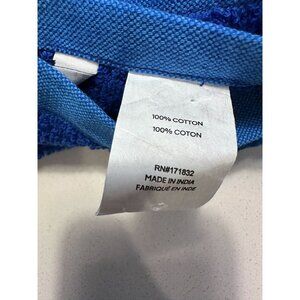 100% COTTON
100% COTON
RN#171832
MADE IN INDIA
FABRIQUÉ EN INDE